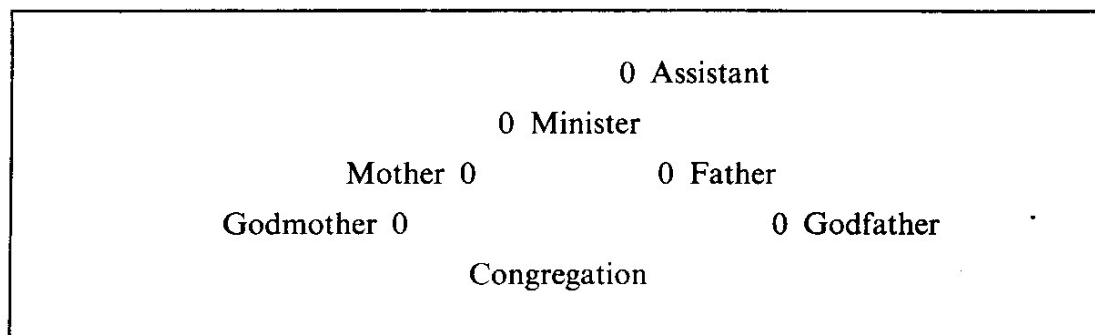 0 Assistant
0 Minister
Mother 0 0 Father
Godmother 0 0 Godfather
Congregation